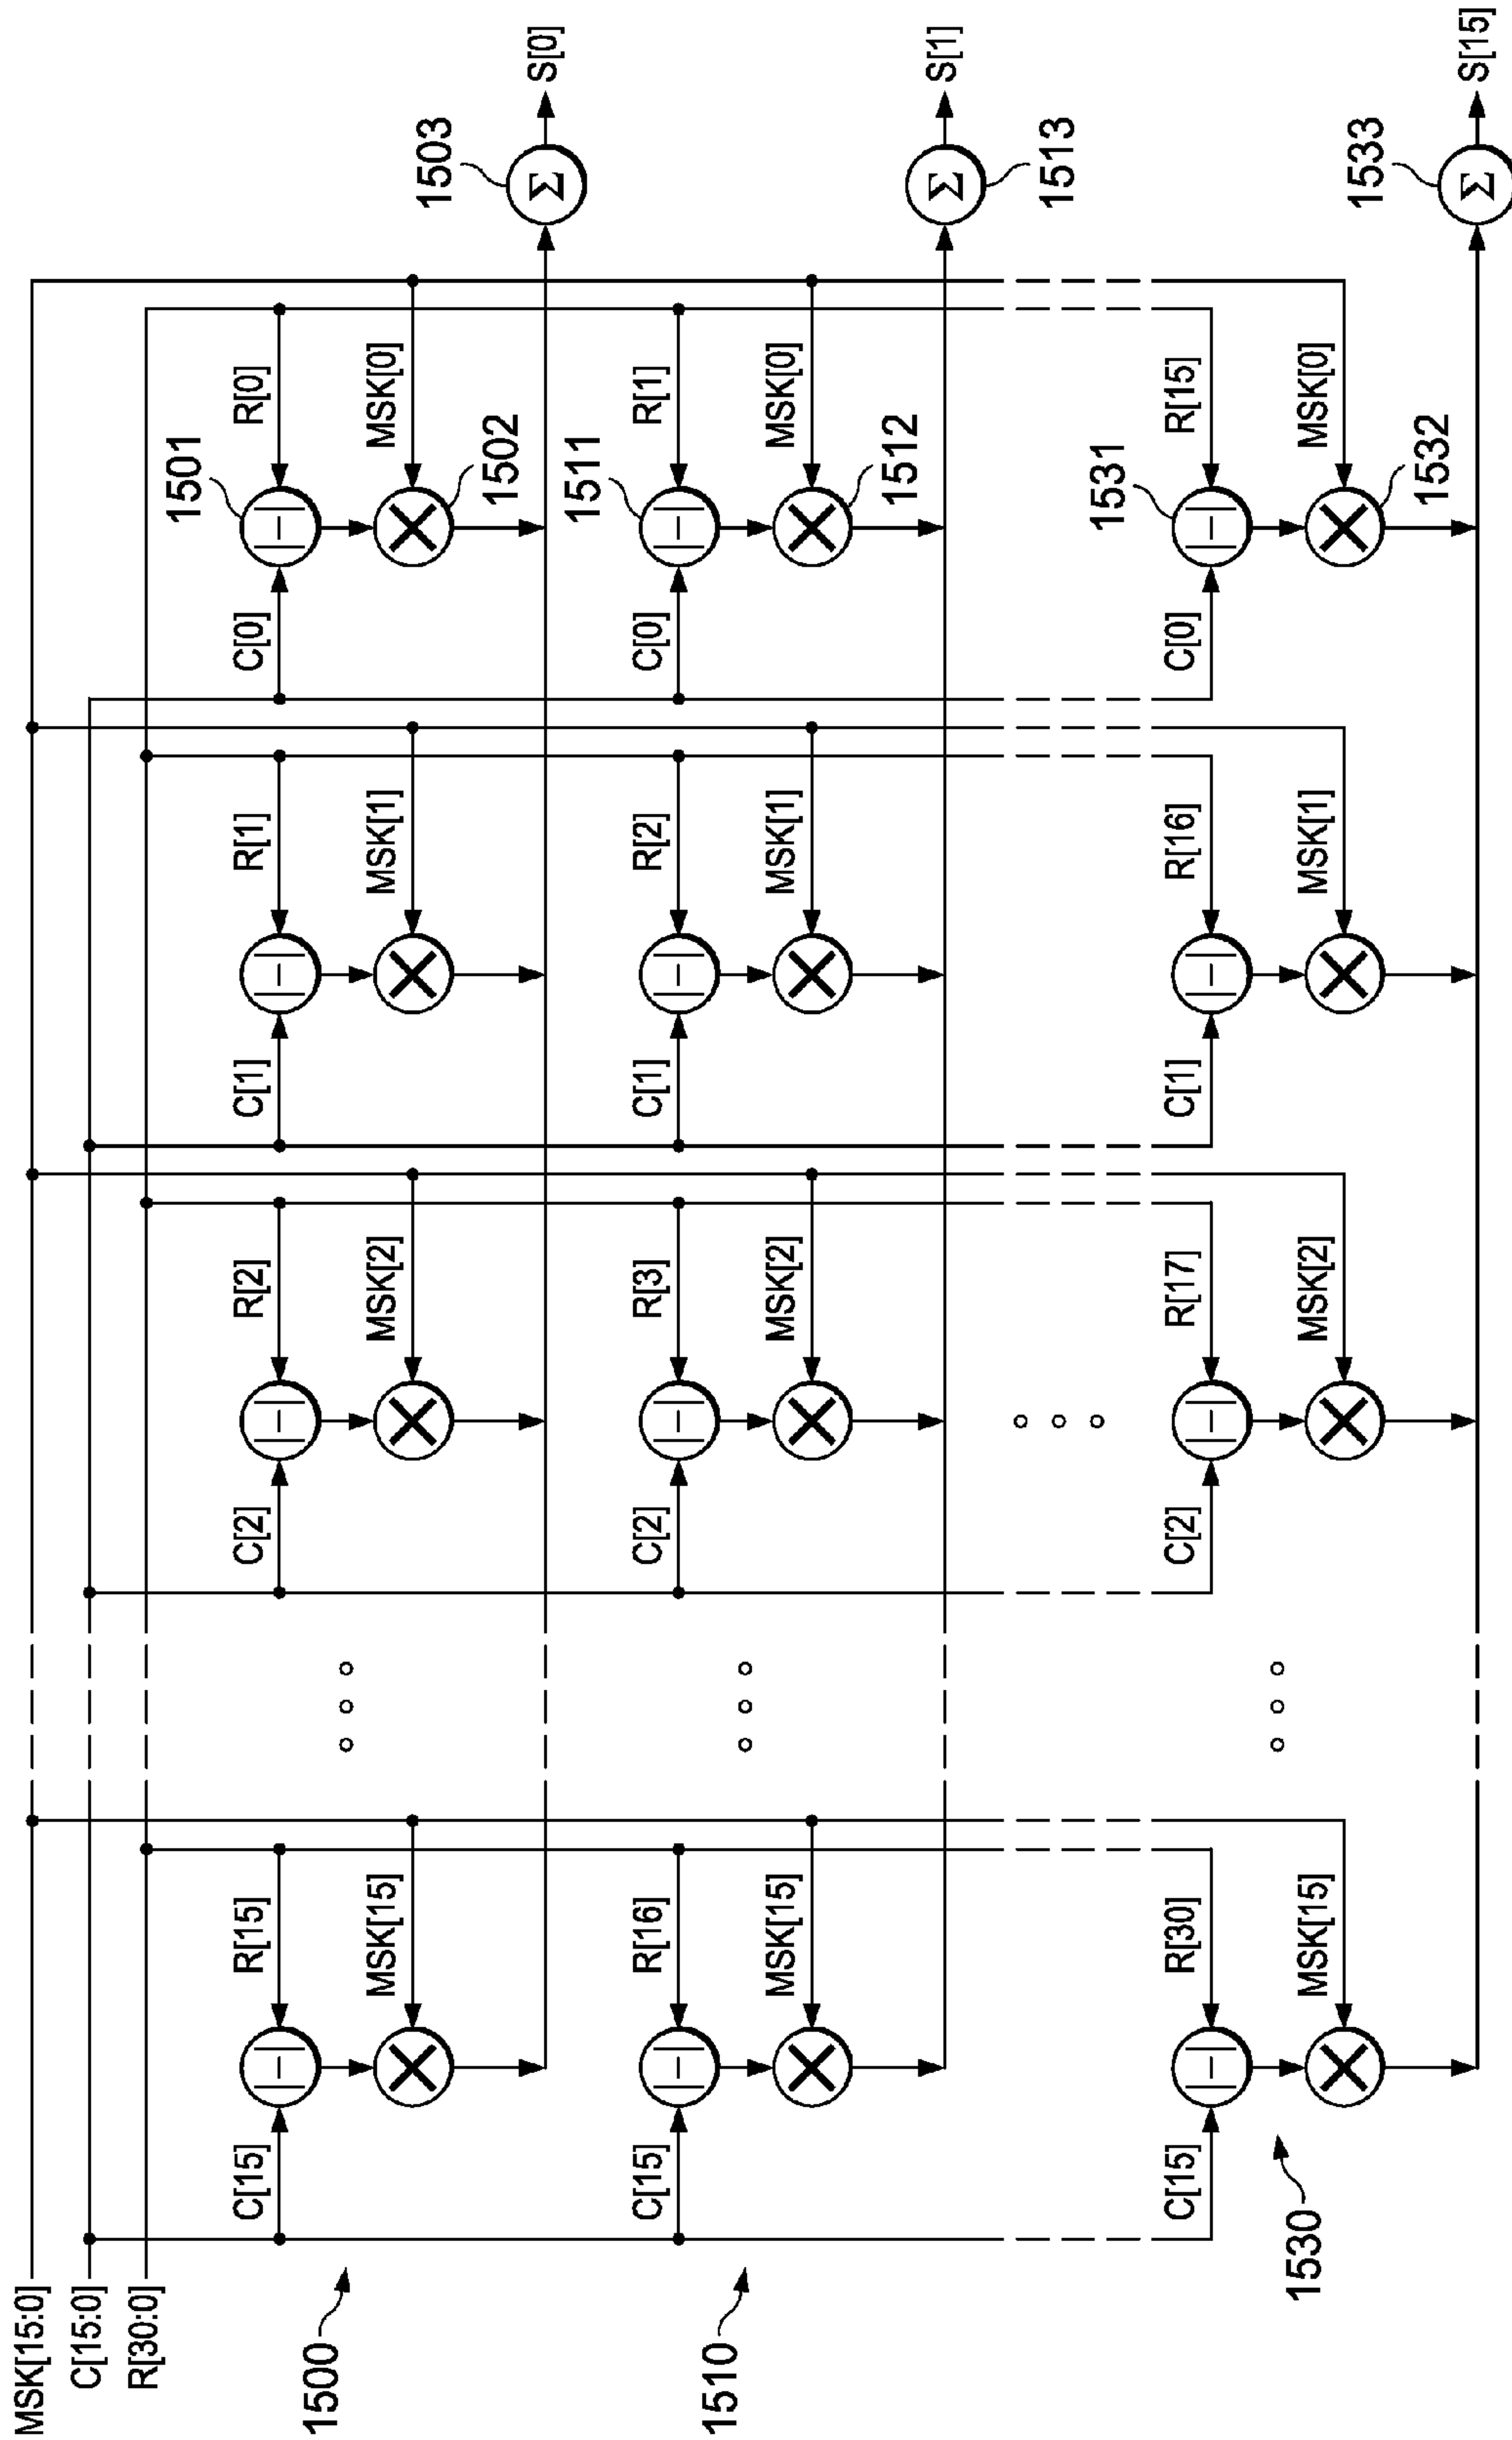 MSK[15:0]
C[15:0]
R[30:0]
1501
C[15] R[15] C[2] R[2] C[1] R[1] C[0] R[0]
1500
MSK[15] MSK[2] MSK[1] MSK[0]
1503
1502
Σ S[0]
1511
C[15] R[16] C[2] R[3] C[1] R[2] C[0] R[1]
1510
MSK[15] MSK[2] MSK[1] MSK[0]
1512
Σ S[1]
1513
1531
C[15] R[30] C[2] R[17] C[1] R[16] C[0] R[15]
1530
MSK[15] MSK[2] MSK[1] MSK[0]
1533
1532
Σ S[15]